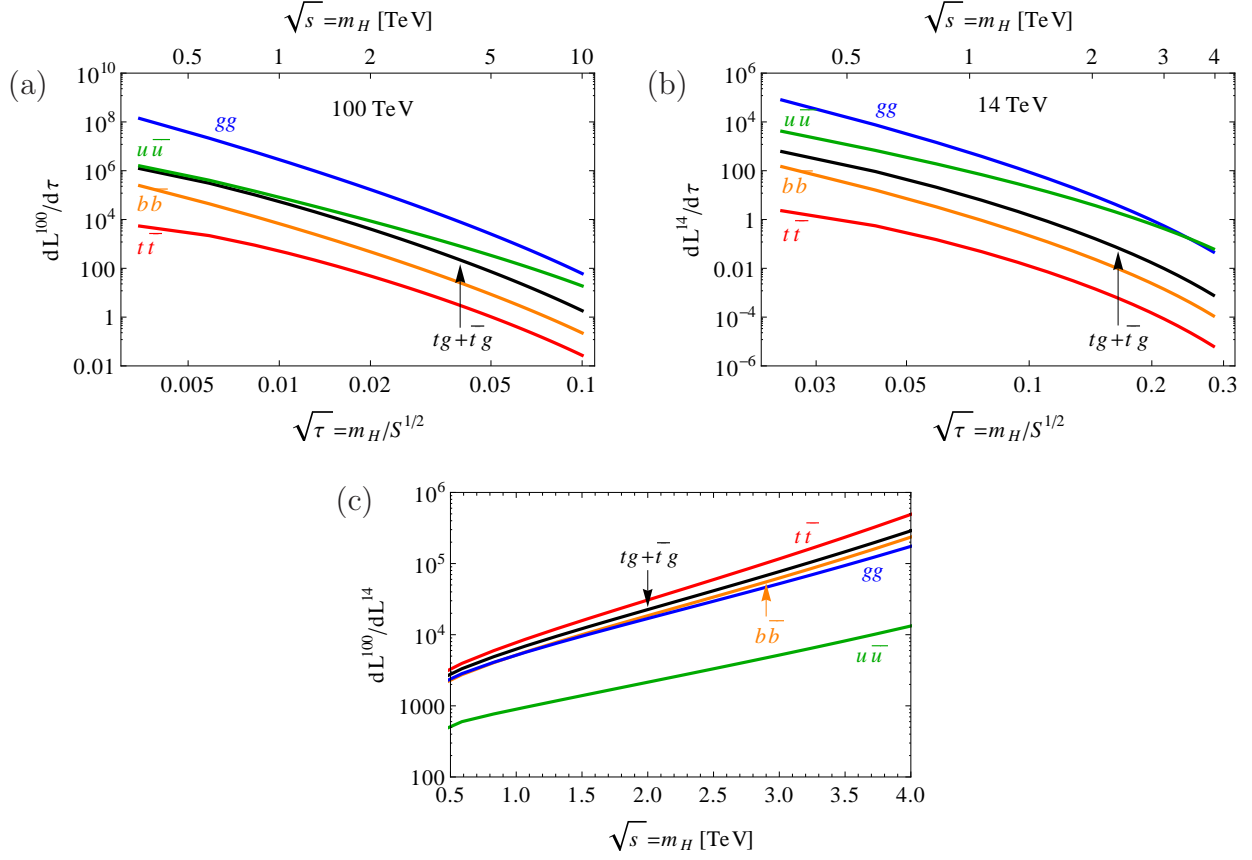 √s =m_H [TeV]
0.5 1 2 5 10
(a)
100 TeV
dL^100/dτ
10^10
10^8
10^6
10^4
100
1
0.01
gg
uu̅
bb̅
tt̅
tg+t̅g
0.005 0.01 0.02 0.05 0.1
√τ =m_H/S^1/2
√s =m_H [TeV]
0.5 1 2 3 4
(b)
14 TeV
dL^14/dτ
10^6
10^4
100
1
0.01
10^−4
10^−6
gg
uu̅
bb̅
tt̅
tg+t̅g
0.03 0.05 0.1 0.2 0.3
√τ =m_H/S^1/2
(c)
dL^100/dL^14
10^6
10^5
10^4
1000
100
tt̅
tg+t̅g
gg
bb̅
uu̅
0.5 1.0 1.5 2.0 2.5 3.0 3.5 4.0
√s =m_H [TeV]